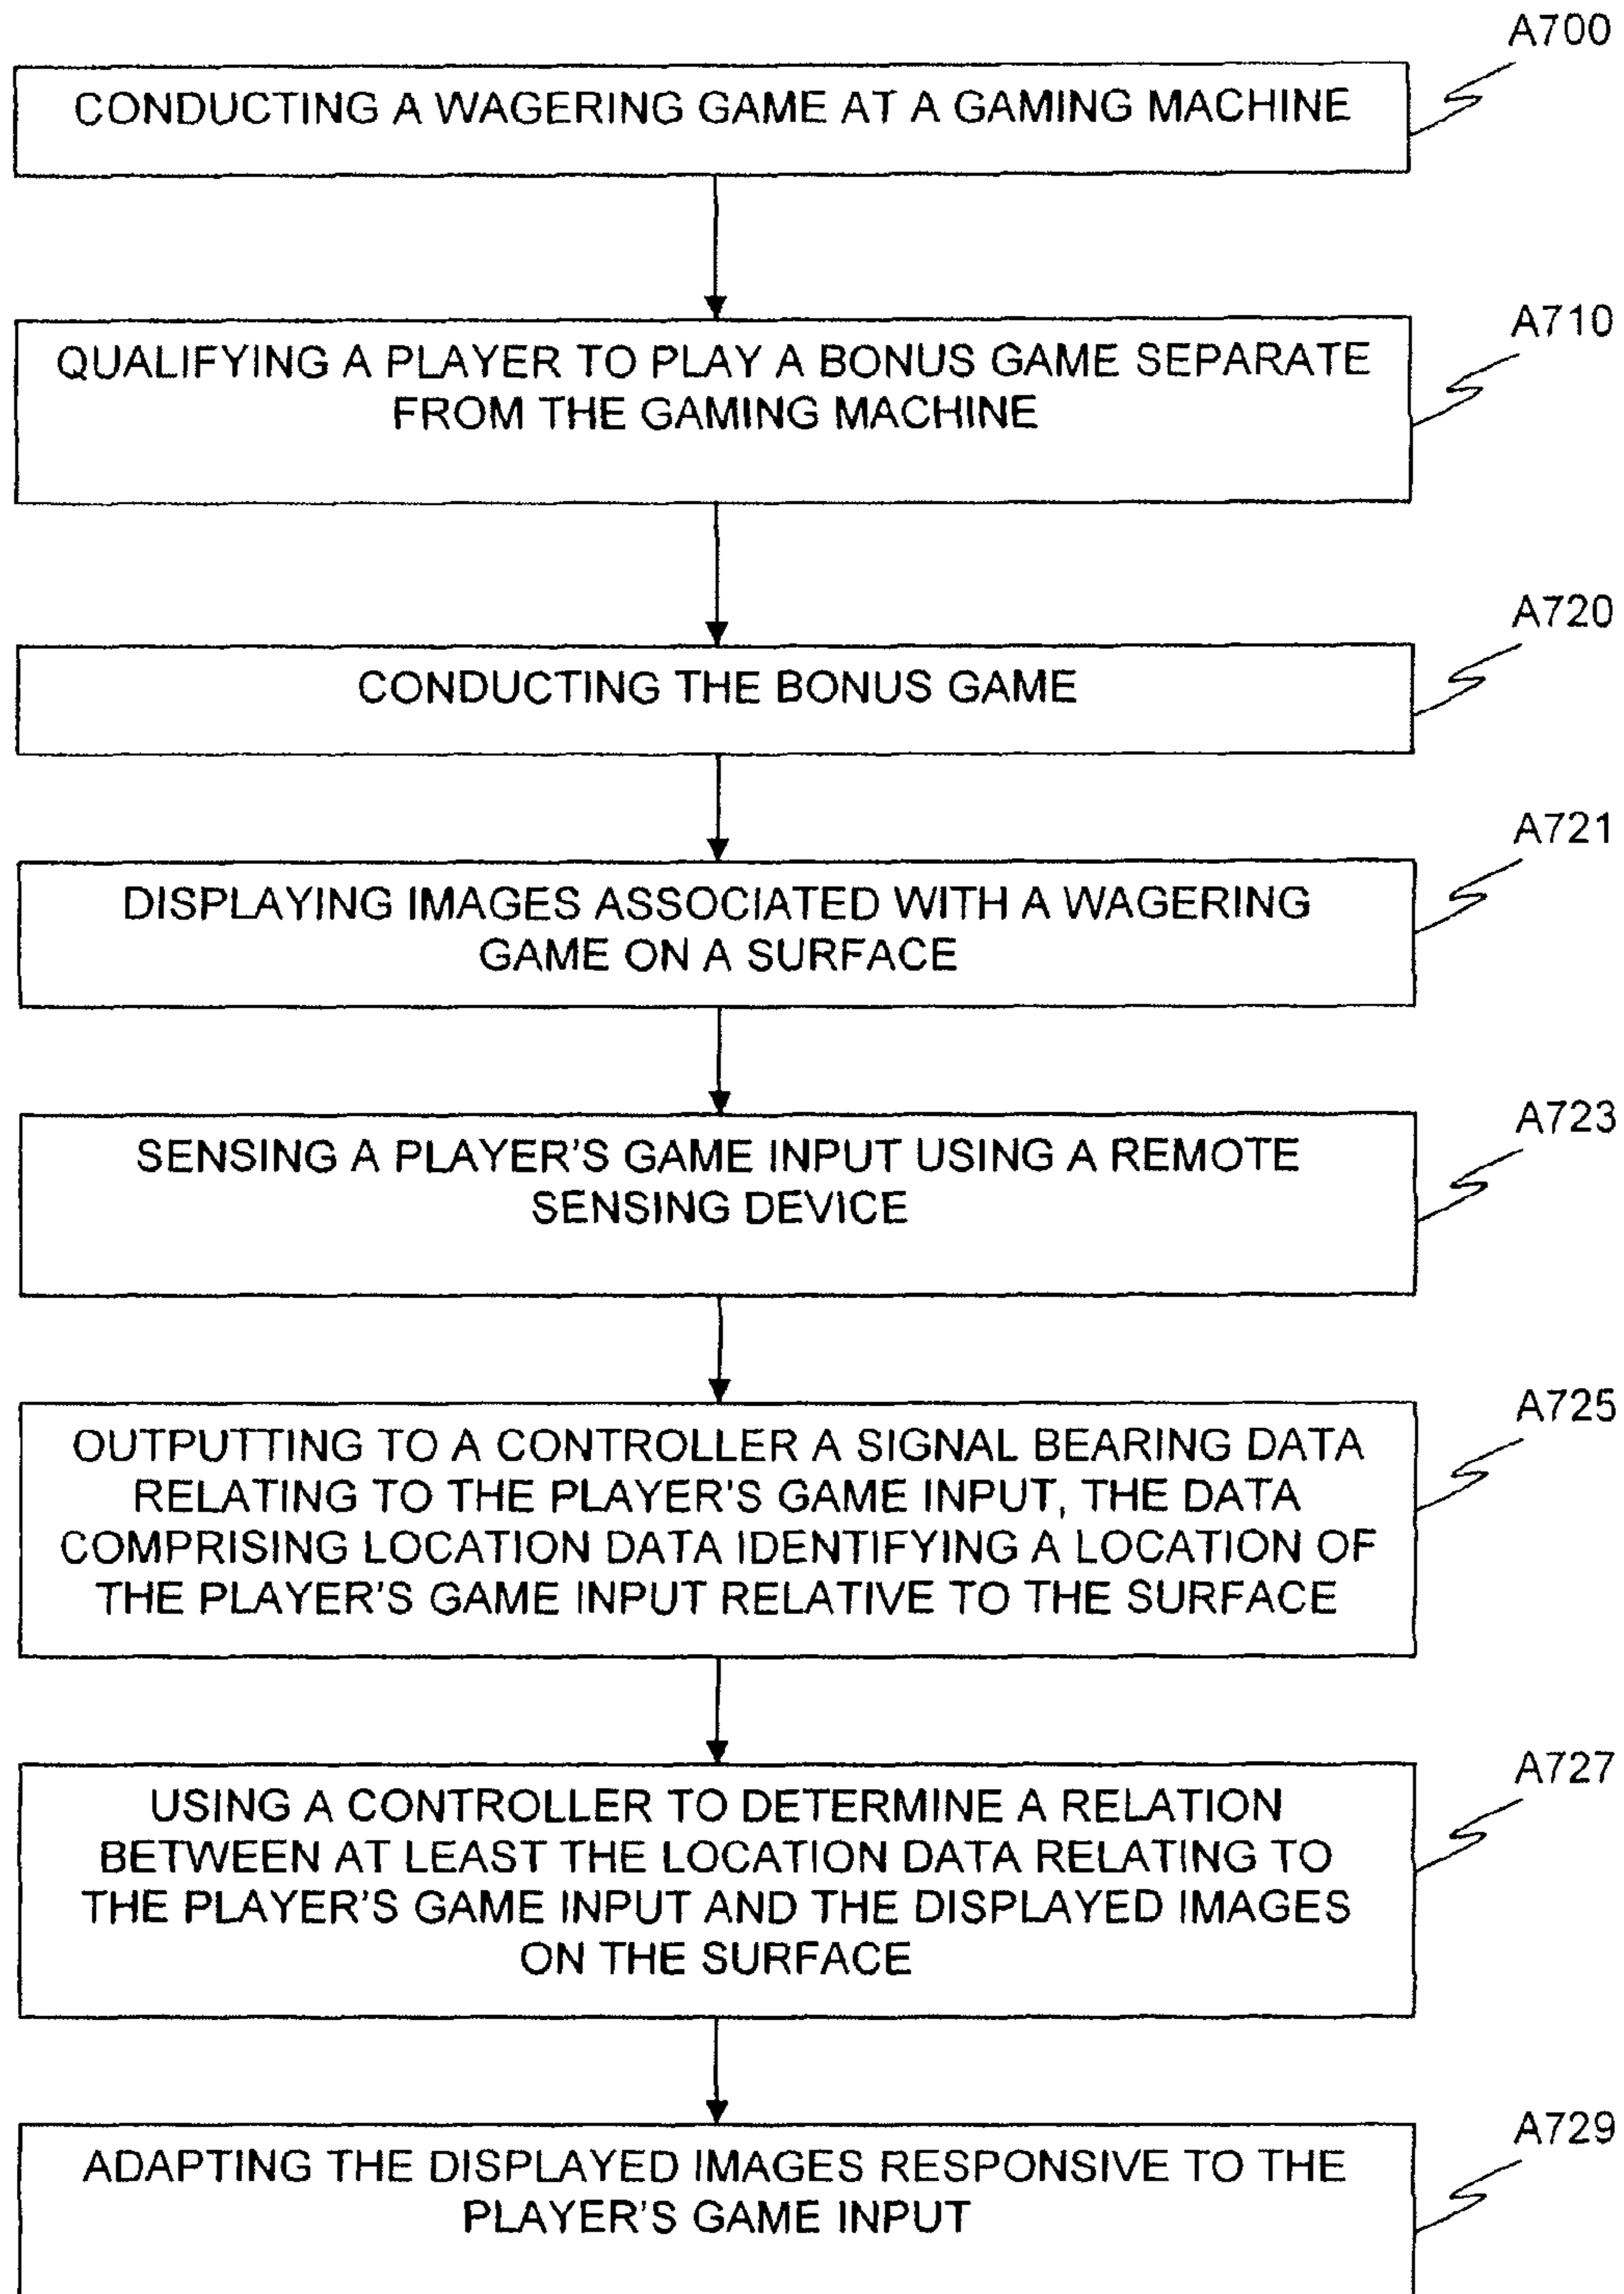 A700
CONDUCTING A WAGERING GAME AT A GAMING MACHINE
A710
QUALIFYING A PLAYER TO PLAY A BONUS GAME SEPARATE
FROM THE GAMING MACHINE
A720
CONDUCTING THE BONUS GAME
A721
DISPLAYING IMAGES ASSOCIATED WITH A WAGERING
GAME ON A SURFACE
A723
SENSING A PLAYER'S GAME INPUT USING A REMOTE
SENSING DEVICE
A725
OUTPUTTING TO A CONTROLLER A SIGNAL BEARING DATA
RELATING TO THE PLAYER'S GAME INPUT, THE DATA
COMPRISING LOCATION DATA IDENTIFYING A LOCATION OF
THE PLAYER'S GAME INPUT RELATIVE TO THE SURFACE
A727
USING A CONTROLLER TO DETERMINE A RELATION
BETWEEN AT LEAST THE LOCATION DATA RELATING TO
THE PLAYER'S GAME INPUT AND THE DISPLAYED IMAGES
ON THE SURFACE
A729
ADAPTING THE DISPLAYED IMAGES RESPONSIVE TO THE
PLAYER'S GAME INPUT